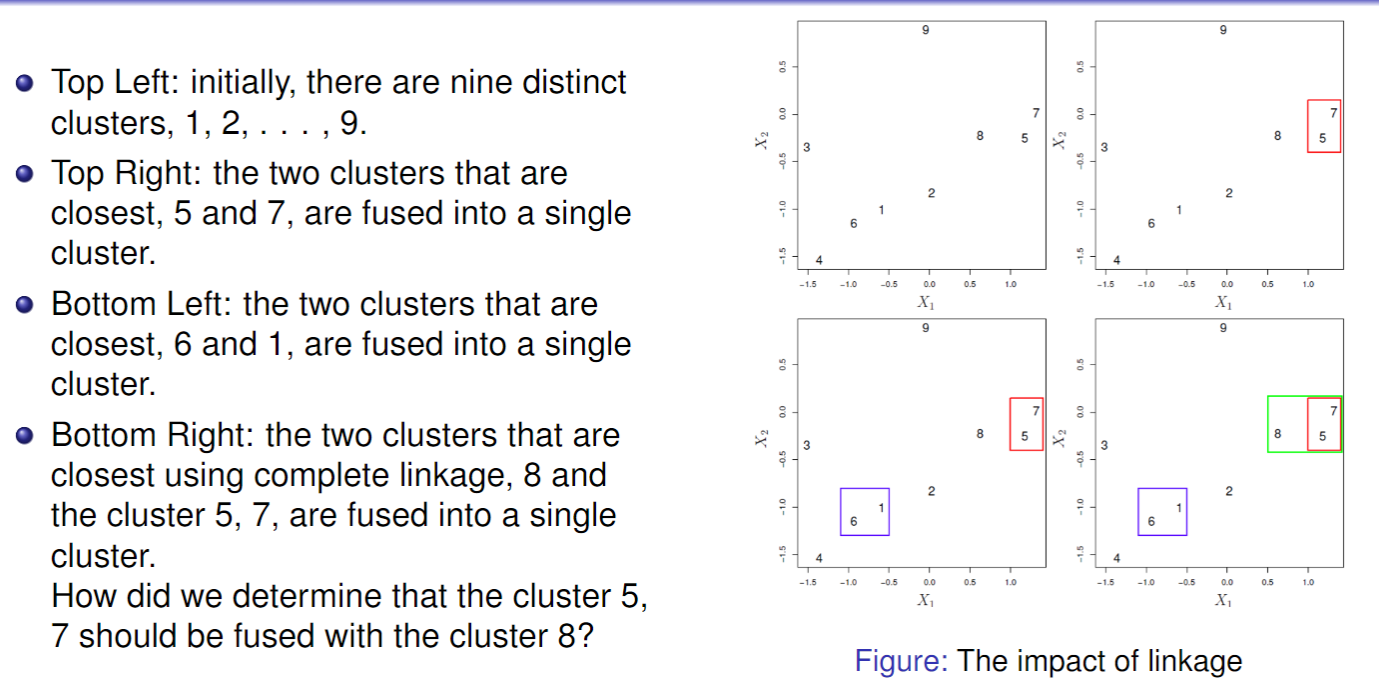 Top Left: initially, there are nine distinct
clusters, 1, 2, . . . , 9.
Top Right: the two clusters that are
closest, 5 and 7, are fused into a single
cluster.
Bottom Left: the two clusters that are
closest, 6 and 1, are fused into a single
cluster.
Bottom Right: the two clusters that are
closest using complete linkage, 8 and
the cluster 5, 7, are fused into a single
cluster.
How did we determine that the cluster 5,
7 should be fused with the cluster 8?
9
7
8
5
3
2
1
6
4
0.5
0.0
−0.5
−1.0
−1.5
X2
−1.5 −1.0 −0.5 0.0 0.5 1.0
X1
9
7
8
5
3
2
1
6
4
0.5
0.0
−0.5
−1.0
−1.5
X2
−1.5 −1.0 −0.5 0.0 0.5 1.0
X1
9
7
8
5
3
2
1
6
4
0.5
0.0
−0.5
−1.0
−1.5
X2
−1.5 −1.0 −0.5 0.0 0.5 1.0
X1
9
7
8
5
3
2
1
6
4
0.5
0.0
−0.5
−1.0
−1.5
X2
−1.5 −1.0 −0.5 0.0 0.5 1.0
X1
Figure: The impact of linkage